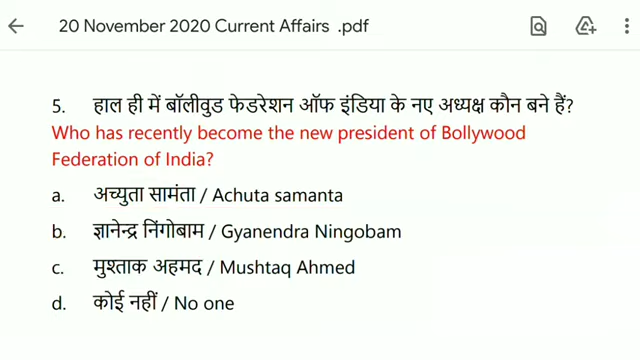 20 November 2020 Current Affairs .pdf
5. हाल ही में बॉलीवुड फेडरेशन ऑफ इंडिया के नए अध्यक्ष कौन बने हैं?
Who has recently become the new president of Bollywood
Federation of India?
a. अच्युता सामंता / Achuta samanta
b. ज्ञानेन्द्र निंगोबाम / Gyanendra Ningobam
c. मुश्ताक अहमद / Mushtaq Ahmed
d. कोई नहीं / No one